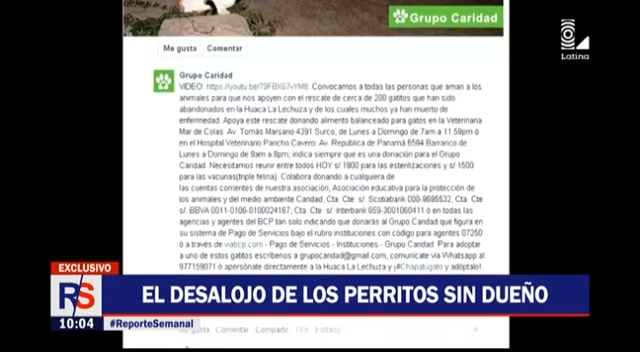 Grupo Caridad
Latina
Me gusta Comentar
Grupo Caridad
VIDEO: https://youtu.be/79FBX67vYM8. Convocamos a todas las personas que aman a los
animales para que nos apoyen con el rescate de cerca de 200 gatitos que han sido
abandonados en la Huaca La Lechuza y de los cuales muchos ya han muerto de
enfermedad. Apoya este rescate donando alimento balanceado para gatos en la Veterinaria
Mar de Colas. Av. Tomás Marsano 4391 Surco, de Lunes a Domingo de 7am a 11:59pm ó
en el Hospital Veterinario Pancho Cavero. Av. República de Panamá 6584 Barranco de
Lunes a Domingo de 9am a 8pm, indica siempre que es una donación para el Grupo
Caridad. Necesitamos reunir entre todos HOY s/. 1900 para las esterilizaciones y s/ 1500
para las vacunas(triple felina). Colabora donando a cualquiera de
las cuentas corrientes de nuestra asociación, Asociación educativa para la protección de
los animales y del medio ambiente Caridad, Cta. Cte s/. Scotiabank 000-9695532, Cta. Cte
s/. BBVA 0011-0106-0100024167, Cta. Cte s/. Interbank 059-3001060411 ó en todas las
agencias y agentes del BCP tan solo indicando que donarás al Grupo Caridad que figura en
su sistema de Pago de Servicios bajo el rubro instituciones con código para agentes 07250
ó a través de viabcp.com - Pago de Servicios - Instituciones - Grupo Caridad. Para adoptar
a uno de estos gatitos escríbenos a grupocaridad@gmail.com, comunícate vía Whatsapp al
977159071 ó apersónate directamente a la Huaca La Lechuza y ¡#Chapatugato y adóptalo!
EXCLUSIVO
R/S
EL DESALOJO DE LOS PERRITOS SIN DUEÑO
10:04 #ReporteSemanal
Me gusta Comentar Compartir Editado